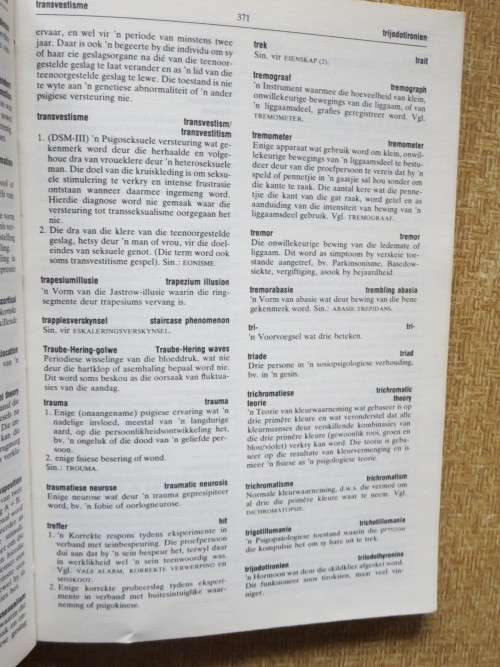 transvestisme
371
trijodotironien
ervaar, en wel vir 'n periode van minstens twee
jaar. Daar is ook 'n begeerte by die individu om sy
of haar eie geslagsorgane na dié van die teenoor-
gestelde geslag te laat verander en as 'n lid van die
teenoorgestelde geslag te lewe. Die toestand is nie
te wyte aan 'n genetiese abnormaliteit of 'n ander
psigiese versteuring nie.
transvestisme transvestism/
transvestitism
1. (DSM-III) 'n Psigoseksuele versteuring wat ge-
kenmerk word deur die herhaalde en volge-
houe dra van vroueklere deur 'n heteroseksuele
man. Die doel van die kruiskleding is om seksu-
ele stimulering te verkry en intense frustrasie
ontstaan wanneer daarmee ingemeng word.
Hierdie diagnose word nie gemaak waar die
versteuring tot transseksualisme oorgegaan het
nie.
2. Die dra van die klere van die teenoorgestelde
geslag, hetsy deur 'n man of vrou, vir die doel-
eindes van seksuele genot. (Die term word ook
soms transvestitisme gespel). Sin.: EONISME.
trapesiumillusie trapezium illusion
'n Vorm van die Jastrow-illusie waarin die ring-
segmente deur trapesiums vervang is.
trappiesverskynsel staircase phenomenon
Sin. vir ESKALERINGSVERSKYNSEL.
Traube-Hering-golwe Traube-Hering waves
Periodiese wisselinge van die bloeddruk, wat nie
deur die hartklop of asemhaling bepaal word nie.
Dit word soms beskou as die oorsaak van fluktua-
sies van die aandag.
trauma trauma
1. Enige (onaangename) psigiese ervaring wat 'n
nadelige invloed, meestal van 'n langdurige
aard, op die persoonlikheidsontwikkeling het,
bv. 'n ongeluk of die dood van 'n geliefde per-
soon.
2. enige fisiese besering of wond.
Sin.: TROUMA.
traumatiese neurose traumatic neurosis
Enige neurose wat deur 'n trauma gepresipiteer
word, bv. 'n fobie of oorlogneurose.
treffer hit
1. 'n Korrekte respons tydens eksperimente in
verband met seinbespeuring. Die proefpersoon
dui aan dat hy 'n sein bespeur het, terwyl daar
in werklikheid wel 'n sein teenwoordig was.
Vgl. VALS ALARM, KORREKTE VERWERPING en
MISSKOOT.
2. Enige korrekte probeerslag tydens eksperi-
mente in verband met buitesintuiglike waar-
neming of psigokinese.
trek trait
Sin. vir EIENSKAP (2).
tremograaf tremograph
'n Instrument waarmee die hoeveelheid van klein,
onwillekeurige bewegings van die liggaam, of van
'n liggaamsdeel, grafies geregistreer word. Vgl.
TREMOMETER.
tremometer tremometer
Enige apparaat wat gebruik word om klein, onwil-
lekeurige bewegings van 'n liggaamsdeel te bestu-
deer deur van die proefpersoon te vereis dat hy 'n
speld of pennetjie in 'n gaatjie sal hou sonder om
die kante te raak. Die aantal kere wat die penne-
tjie die kant van die gat raak, word getel en as
aanduiding van die intensiteit van bewing van 'n
liggaamsdeel gebruik. Vgl. TREMOGRAAF.
tremor tremor
Die onwillekeurige bewing van die ledemate of
liggaam. Dit word as simptoom by verskeie toe-
stande aangetref, bv. Parkinsonisme, Basedow-
siekte, vergiftiging, asook by bejaardheid.
tremorabasie trembling abasia
'n Vorm van abasie wat deur bewing van die bene
gekenmerk word. Sin.: ABASIE TREPIDANS.
tri- tri-
'n Voorvoegsel wat drie beteken.
triade triad
Drie persone in 'n sosiopsigologiese verhouding,
bv. in 'n gesin.
trichromatiese trichromatic
teorie theory
'n Teorie van kleurwaarneming wat gebaseer is op
drie primêre kleure en wat veronderstel dat alle
kleurnuanses deur verskillende kombinasies van
die drie primêre kleure (gewoonlik rooi, groen en
blou/violet) verkry kan word. Die teorie is geba-
seer op die resultate van kleurvermenging en is
meer 'n fisiese as 'n psigologiese teorie.
trichromatisme trichromatism
Normale kleurwaarneming, d.w.s. die vermoë om
al drie die primêre kleure waar te neem. Vgl.
DICHROMATOPSIE.
trigotillomanie trichotillomania
'n Psigopatologiese toestand waarin die persoon
die kompulsie het om sy hare uit te trek.
trijodotironien triiodothyronine
'n Hormoon wat deur die skildklier afgeskei word.
Dit funksioneer soos tiroksien, maar veel vin-
niger.